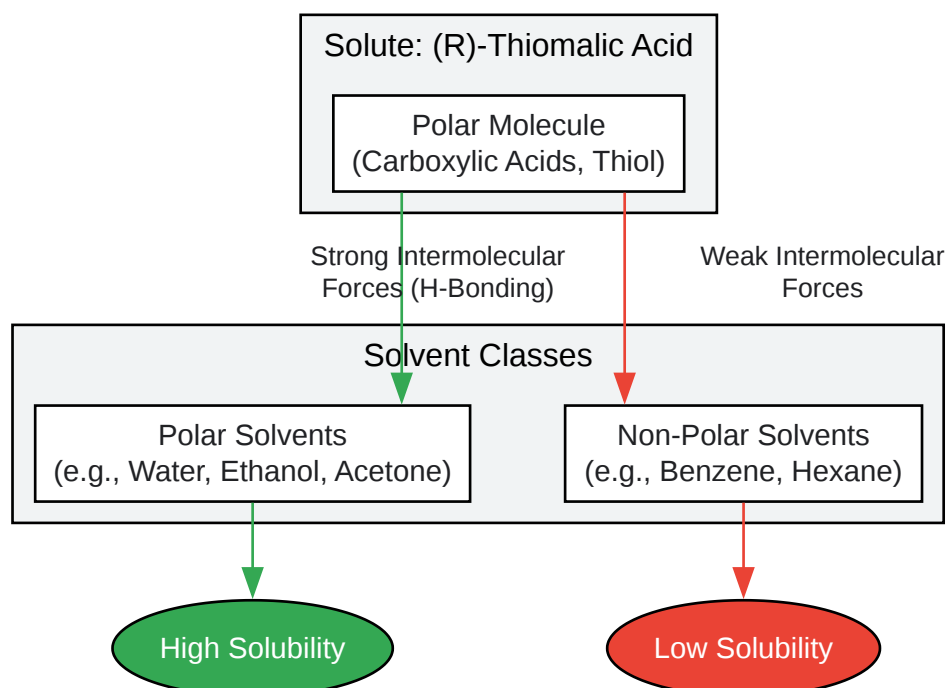 Solute: (R)-Thiomalic Acid
Polar Molecule
(Carboxylic Acids, Thiol)
Strong Intermolecular
Forces (H-Bonding)
Weak Intermolecular
Forces
Solvent Classes
Polar Solvents
(e.g., Water, Ethanol, Acetone)
Non-Polar Solvents
(e.g., Benzene, Hexane)
High Solubility
Low Solubility